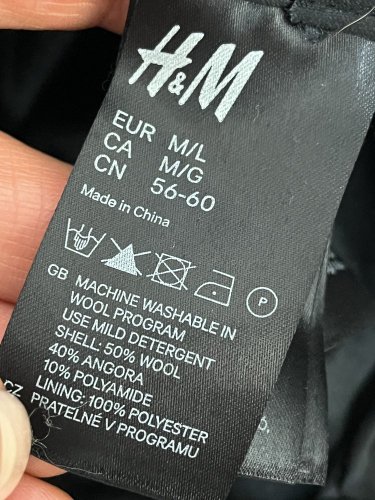 H&M
EUR M/L
CA M/G
CN 56-60
Made in China
P
GB MACHINE WASHABLE IN
WOOL PROGRAM
USE MILD DETERGENT
SHELL: 50% WOOL
40% ANGORA
10% POLYAMIDE
LINING: 100% POLYESTER
CZ PRATELNÉ V PROGRAMU